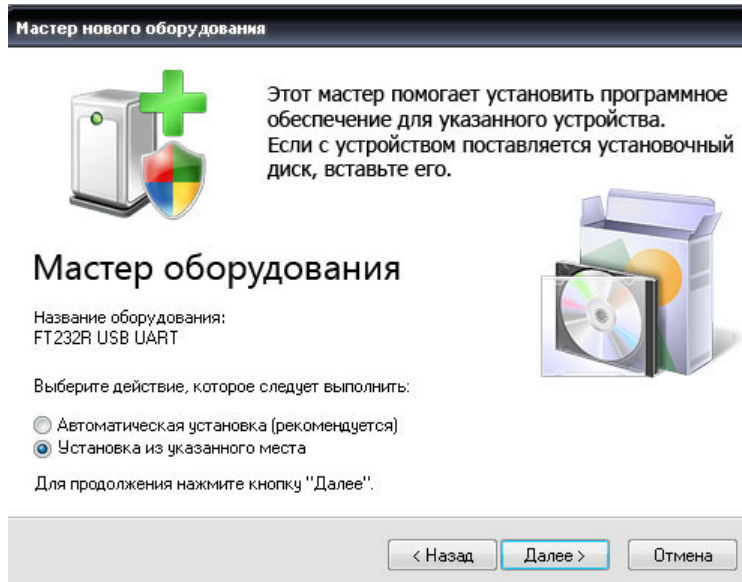 Мастер нового оборудования
Этот мастер помогает установить программное
обеспечение для указанного устройства.
Если с устройством поставляется установочный
диск, вставьте его.
Мастер оборудования
Название оборудования:
FT232R USB UART
Выберите действие, которое следует выполнить:
Автоматическая установка (рекомендуется)
Установка из указанного места
Для продолжения нажмите кнопку "Далее".
< Назад Далее > Отмена